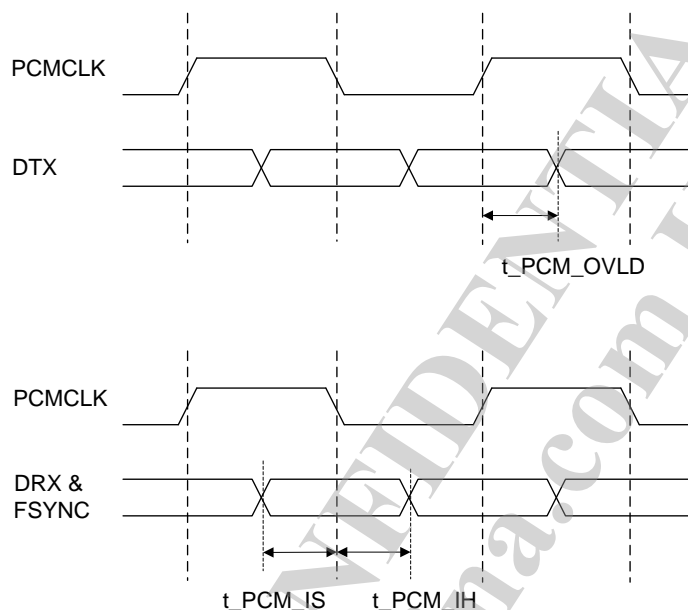 PCMCLK
DTX
t_PCM_OVLD
PCMCLK
DRX &
FSYNC
t_PCM_IS t_PCM_IH